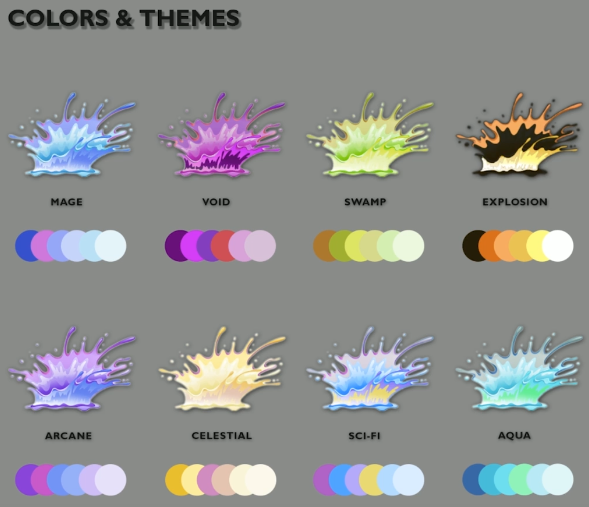 COLORS & THEMES
MAGE VOID SWAMP EXPLOSION
ARCANE CELESTIAL SCI-FI AQUA